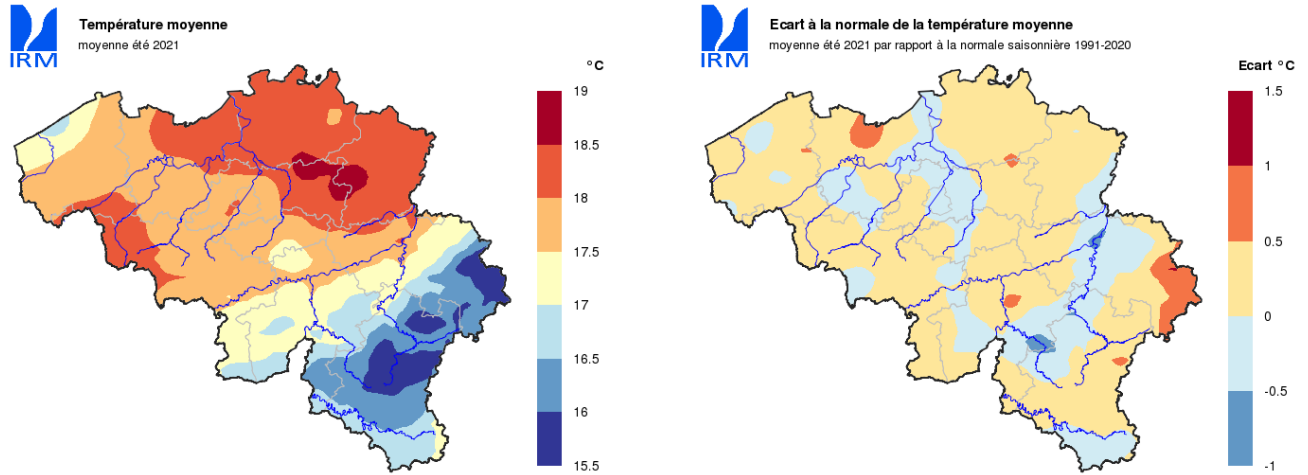 IRM
Température moyenne
moyenne été 2021
°C
19
18.5
18
17.5
17
16.5
16
15.5
IRM
Ecart à la normale de la température moyenne
moyenne été 2021 par rapport à la normale saisonnière 1991-2020
Ecart °C
1.5
1
0.5
0
-0.5
-1